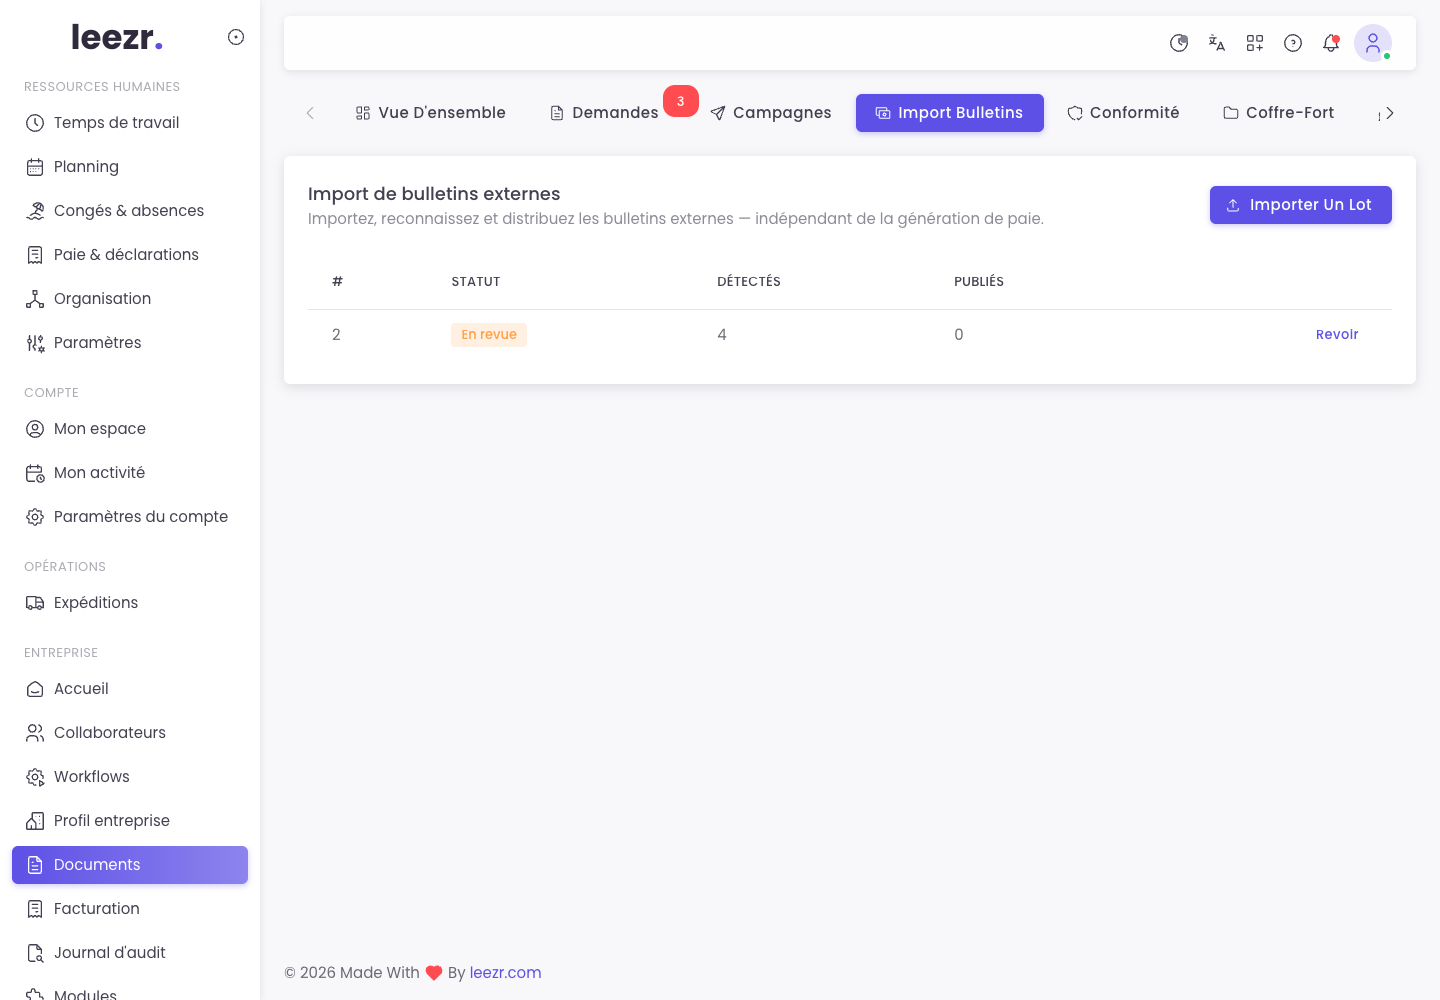 leezr.
RESSOURCES HUMAINES
Temps de travail
Planning
Congés & absences
Paie & déclarations
Organisation
Paramètres
COMPTE
Mon espace
Mon activité
Paramètres du compte
OPÉRATIONS
Expéditions
ENTREPRISE
Accueil
Collaborateurs
Workflows
Profil entreprise
Documents
Facturation
Journal d'audit
Modules
Vue D'ensemble
Demandes
3
Campagnes
Import Bulletins
Conformité
Coffre-Fort
Import de bulletins externes
Importez, reconnaissez et distribuez les bulletins externes — indépendant de la génération de paie.
Importer Un Lot
# STATUT DÉTECTÉS PUBLIÉS
2 En revue 4 0 Revoir
© 2026 Made With By leezr.com